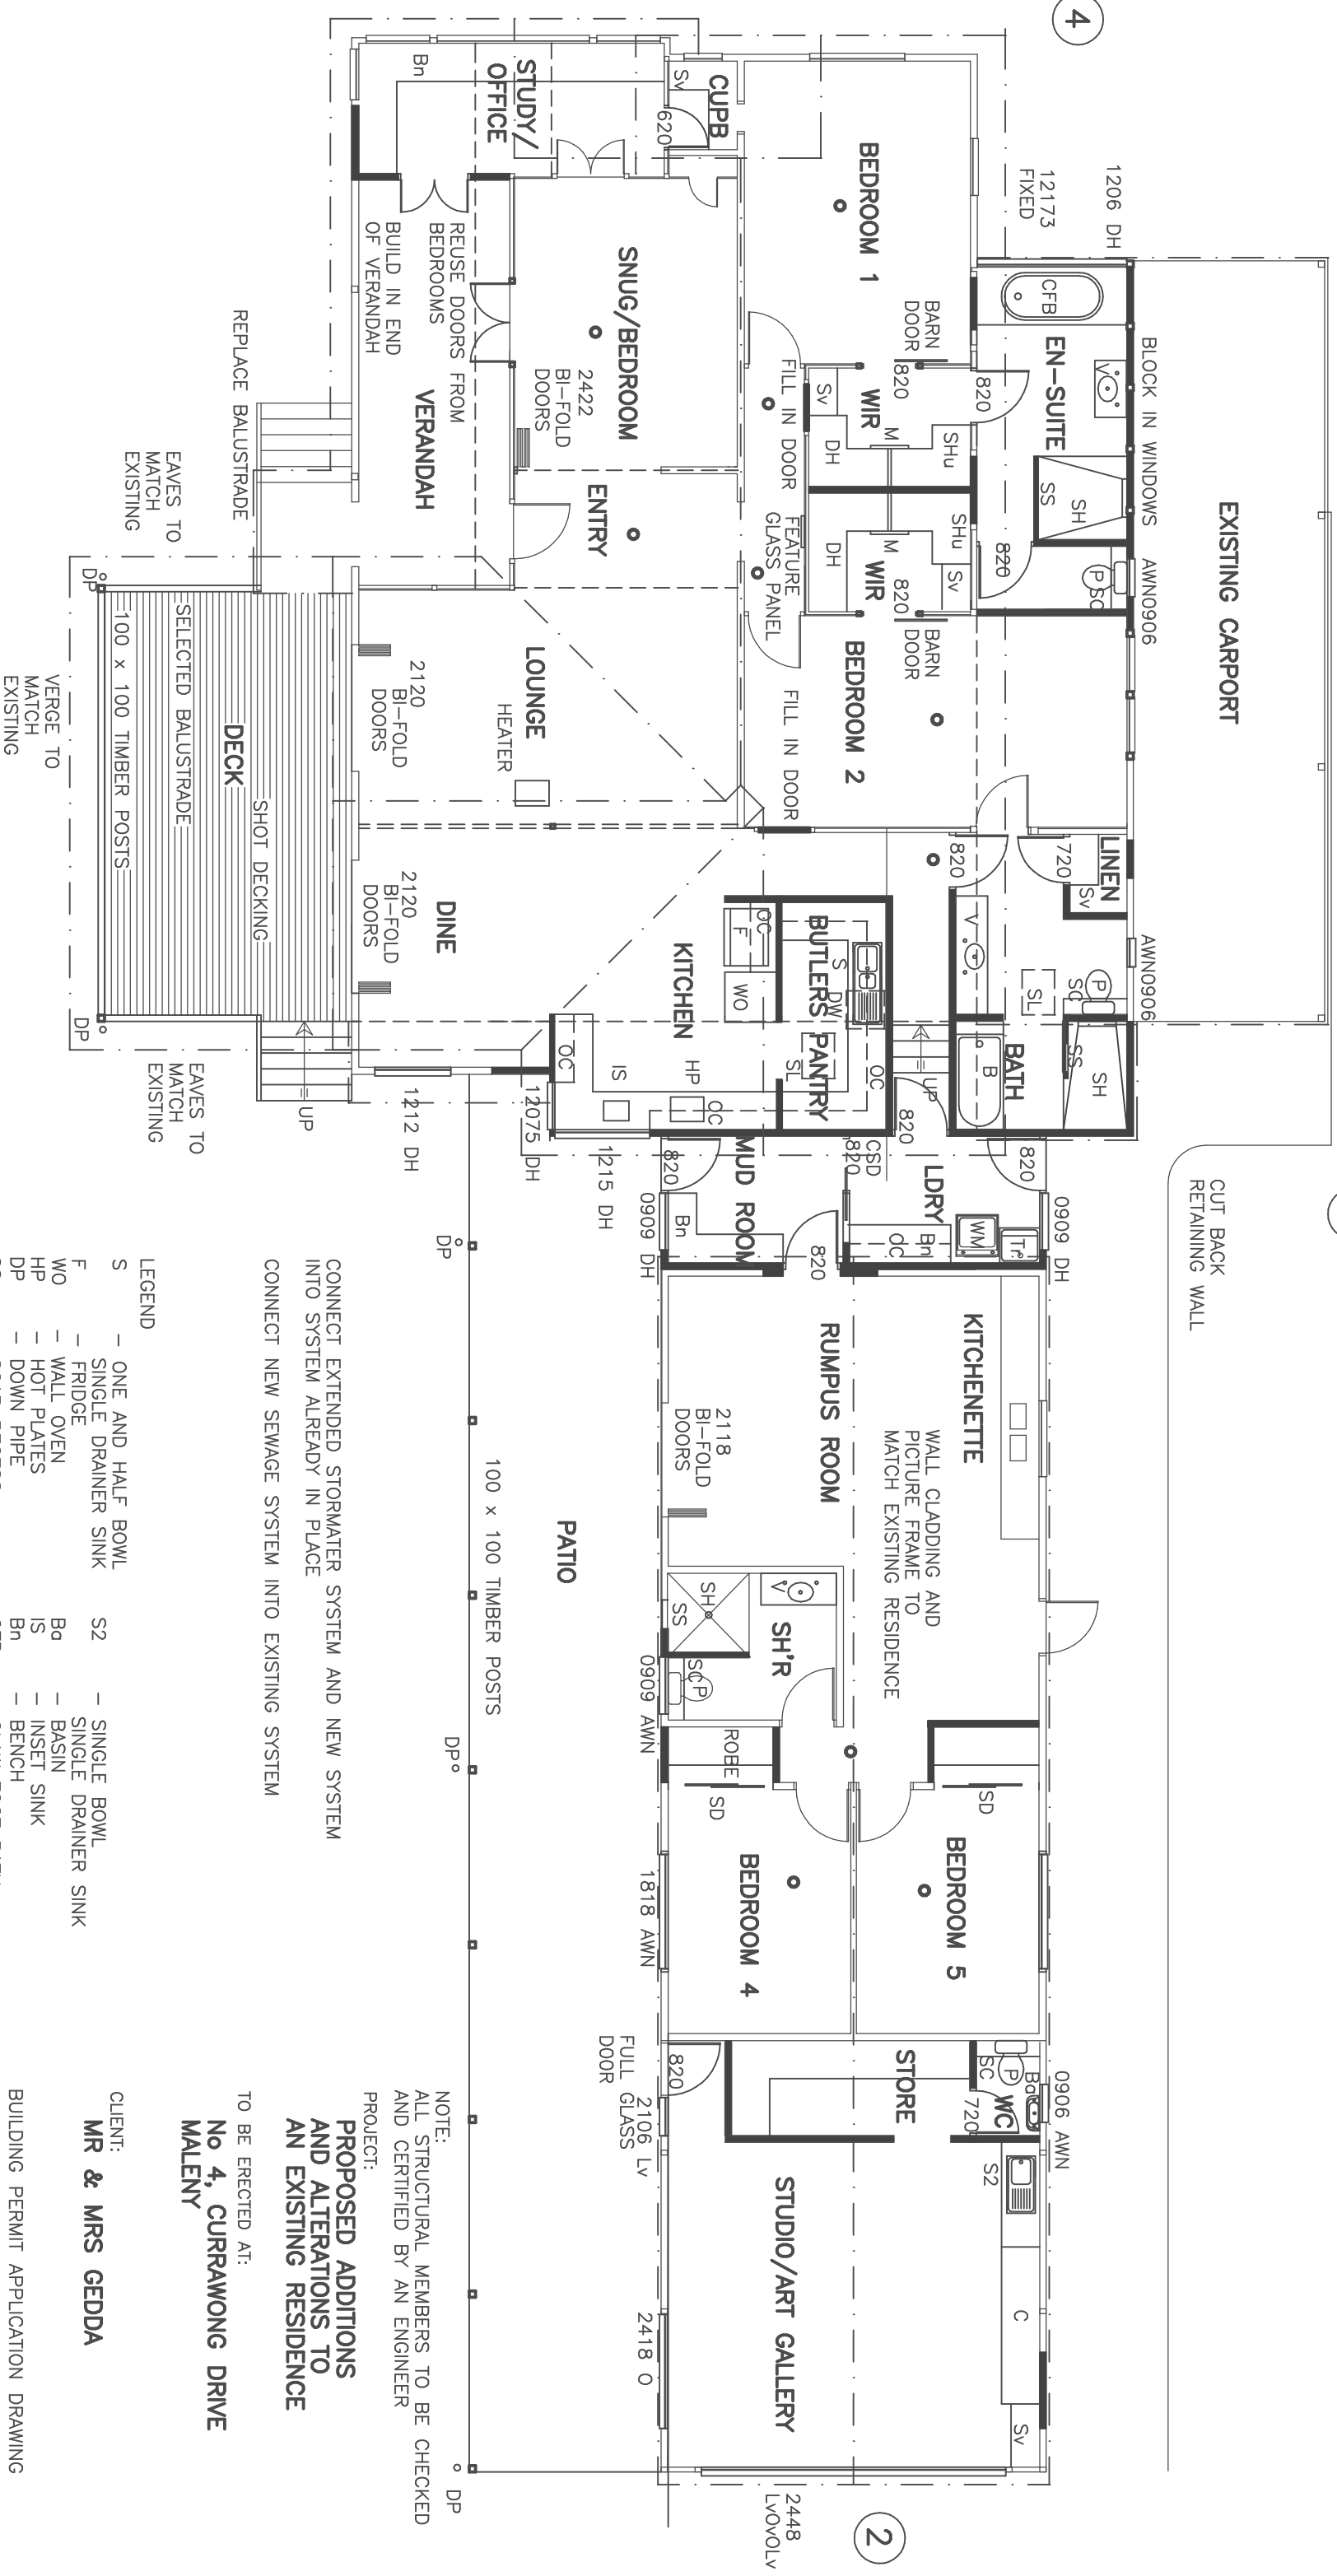 4
1206 DH
12173
FIXED
BLOCK IN WINDOWS
AWN0906
AWN0906
EXISTING CARPORT
CUT BACK
RETAINING WALL
CFB
EN-SUITE
V
SH
SS
820
820
P
SC
BEDROOM 1
BARN
DOOR
820
WIR
Sv
M
DH
SHu
FILL IN DOOR
FEATURE
GLASS PANEL
SHu
Sv
M
DH
WIR
820
BARN
DOOR
BEDROOM 2
FILL IN DOOR
LINEN
Sv
720
820
V
SL
P
SC
SS
SH
BATH
B
CUPB
Sv
620
STUDY/
OFFICE
Bn
SNUG/BEDROOM
2422
BI-FOLD
DOORS
REUSE DOORS FROM
BEDROOMS
BUILD IN END
OF VERANDAH
VERANDAH
ENTRY
REPLACE BALUSTRADE
EAVES TO
MATCH
EXISTING
LOUNGE
HEATER
2120
BI-FOLD
DOORS
DINE
2120
BI-FOLD
DOORS
KITCHEN
OC
F
WO
BUTLERS PANTRY
S
DW
SL
OC
UP
HP
IS
OC
OC
DP
DECK
SHOT DECKING
SELECTED BALUSTRADE
100 x 100 TIMBER POSTS
DP
VERGE TO
MATCH
EXISTING
EAVES TO
MATCH
EXISTING
UP
1212 DH
12075 DH
1215 DH
0909 DH
0909 DH
MUD ROOM
820
Bn
820
CSD
820
820
LDRY
820
WM
Tr
Bn
OC
KITCHENETTE
RUMPUS ROOM
WALL CLADDING AND
PICTURE FRAME TO
MATCH EXISTING RESIDENCE
2118
BI-FOLD
DOORS
SH
SS
V
SH'R
SC
P
0909 AWN
ROBE
SD
SD
BEDROOM 4
BEDROOM 5
1818 AWN
PATIO
100 x 100 TIMBER POSTS
DP
DP
DP
STORE
820
FULL GLASS
DOOR
2106 Lv
SC
P
Ba
WC
720
0906 AWN
S2
C
Sv
STUDIO/ART GALLERY
2418 O
2448
LvOvOLv
2
CONNECT EXTENDED STORMATER SYSTEM AND NEW SYSTEM
INTO SYSTEM ALREADY IN PLACE
CONNECT NEW SEWAGE SYSTEM INTO EXISTING SYSTEM
LEGEND
S – ONE AND HALF BOWL
SINGLE DRAINER SINK
F – FRIDGE
WO – WALL OVEN
HP – HOT PLATES
DP – DOWN PIPE
S2 – SINGLE BOWL
SINGLE DRAINER SINK
Ba – BASIN
IS – INSET SINK
Bn – BENCH
NOTE:
ALL STRUCTURAL MEMBERS TO BE CHECKED
AND CERTIFIED BY AN ENGINEER
PROJECT:
PROPOSED ADDITIONS
AND ALTERATIONS TO
AN EXISTING RESIDENCE
TO BE ERECTED AT:
No 4, CURRAWONG DRIVE
MALENY
CLIENT:
MR & MRS GEDDA
BUILDING PERMIT APPLICATION DRAWING